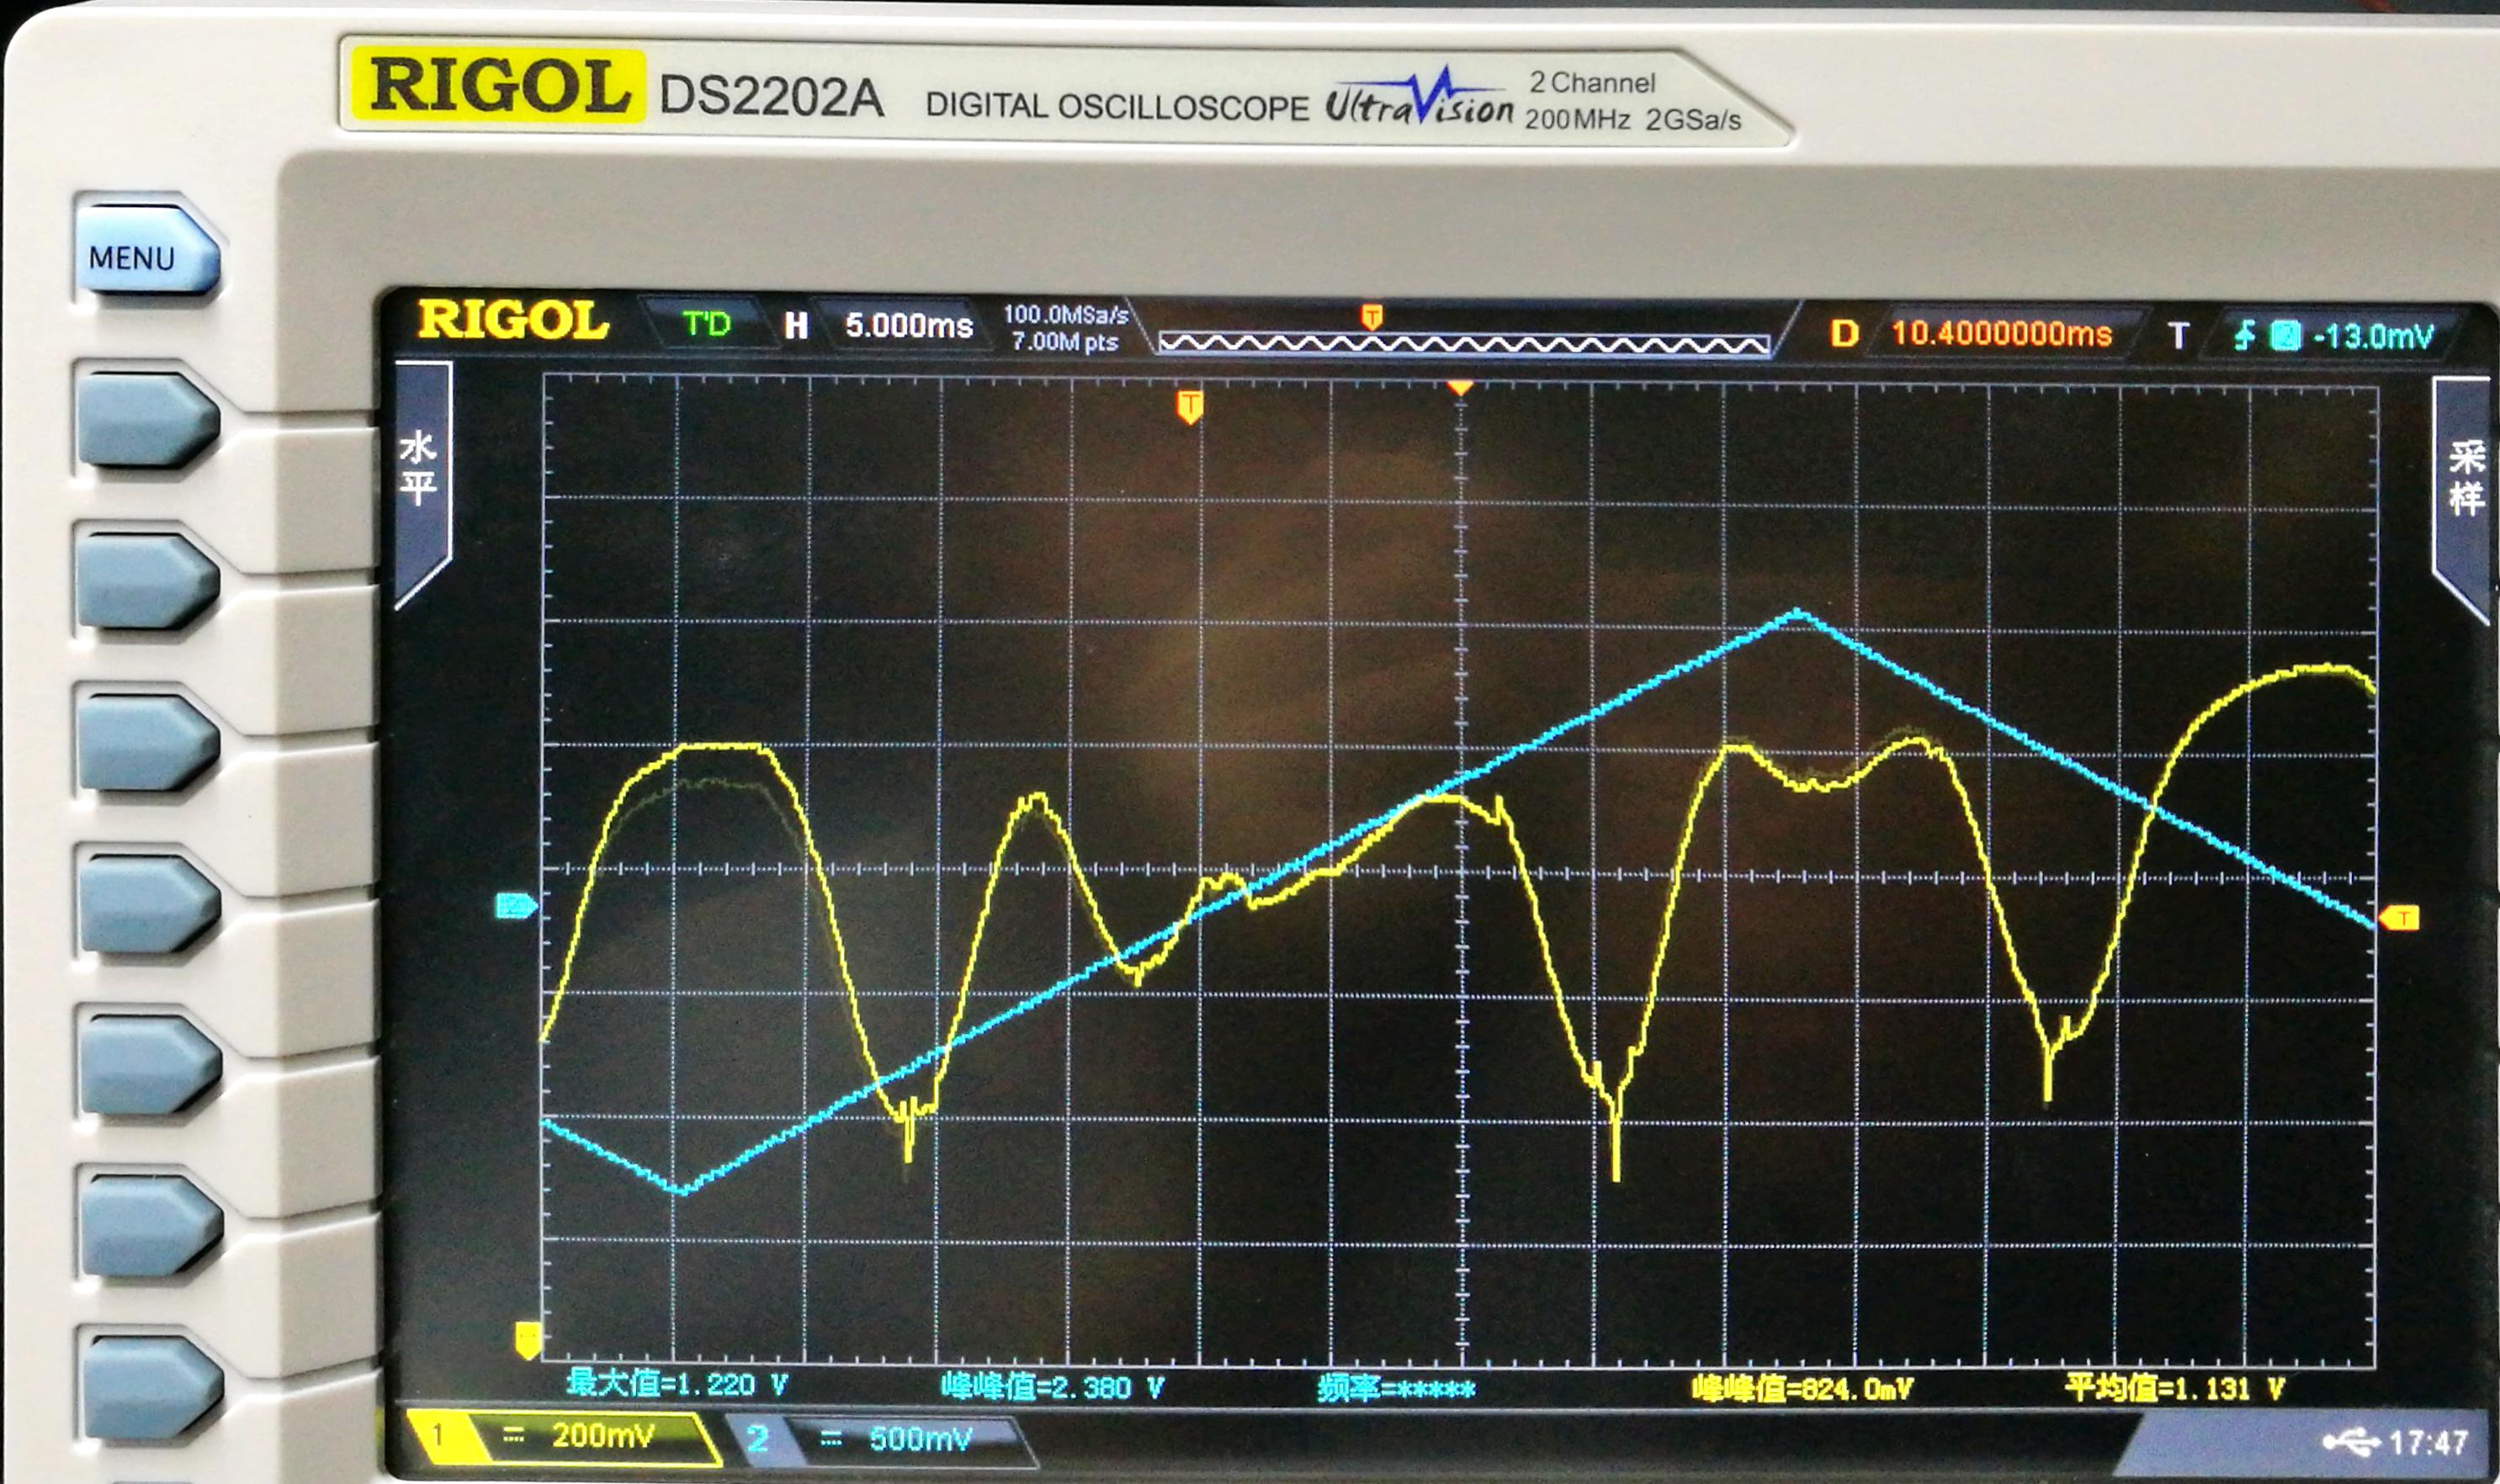 RIGOL DS2202A DIGITAL OSCILLOSCOPE UltraVision 2 Channel
200MHz 2GSa/s
MENU
RIGOL T'D H 5.000ms 100.0MSa/s
7.00M pts
T
D 10.4000000ms T 2 -13.0mV
水平
采样
T
T
最大值=1.220 V 峰峰值=2.380 V 频率=***** 峰峰值=824.0mV 平均值=1.131 V
1 200mV 2 500mV 17:47